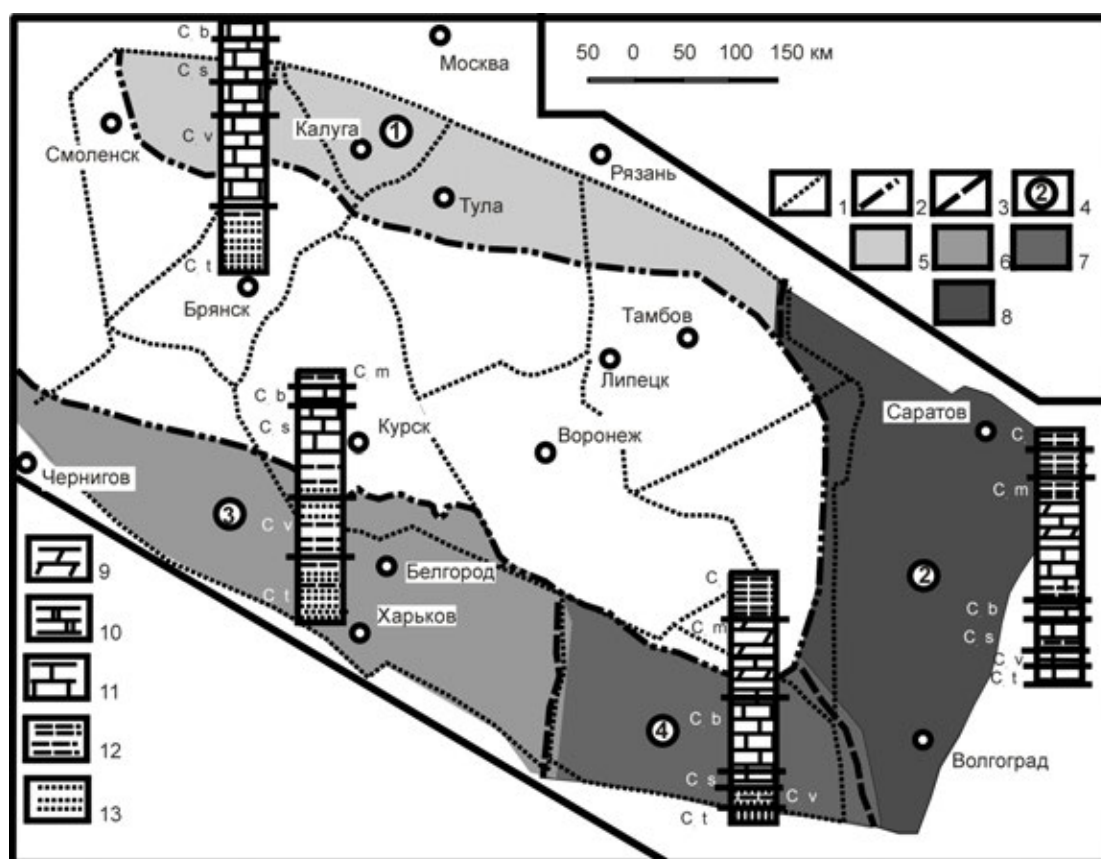 50 0 50 100 150 км
Москва
Смоленск
Калуга
1
Рязань
Тула
Брянск
Тамбов
Липецк
Саратов
Курск
Воронеж
Чернигов
3
Белгород
Харьков
2
4
Волгоград
C b
C s
C v
C t
C m
C b
C s
C v
C t
C
C m
C b
C s
C v
C t
C
C m
C b
C s
C v
C t
1
2
3
2
4
5
6
7
8
9
10
11
12
13